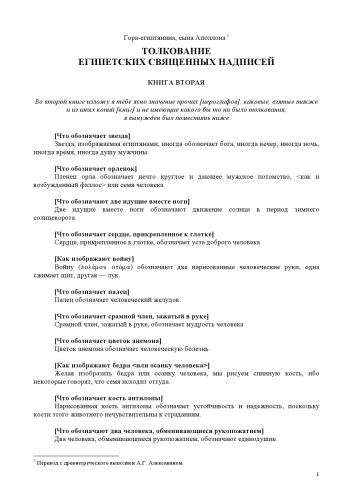 Гора-египтянина, сына Аполлона 1
ТОЛКОВАНИЕ
ЕГИПЕТСКИХ СВЯЩЕННЫХ НАДПИСЕЙ
КНИГА ВТОРАЯ
Во второй книге изложу я тебе ясно значение прочих [иероглифов], каковые, взятые также
и из иных копий [книг] и не имеющие какого бы то ни было толкования,
я вынужден был поместить ниже
[Что обозначает звезда]
Звезда, изображаемая египтянами, иногда обозначает бога, иногда вечер, иногда ночь,
иногда время, иногда душу мужчины.
[Что обозначает орленок]
Птенец орла обозначает нечто круглое и дающее мужское потомство, <как и
возбужденный фаллос> или семя человека.
[Что обозначают две идущие вместе ноги]
Две идущие вместе ноги обозначают движение солнца в период зимнего
солнцеворота.
[Что обозначает сердце, прикрепленное к глотке]
Сердце, прикрепленное к глотке, обозначает уста доброго человека.
[Как изображают войну]
Войну (πολέμου στόμα) обозначают две нарисованные человеческие руки, одна
сжимает щит, другая — лук.
[Что обозначает палец]
Палец обозначает человеческий желудок.
[Что обозначает срамной член, зажатый в руке]
Срамной член, зажатый в руке, обозначает мудрость человека
[Что обозначает цветок анемона]
Цветок анемона обозначает человеческую болезнь.
[Как изображают бедра <или осанку человека>]
Желая изобразить бедра или осанку человека, мы рисуем спинную кость, ибо
некоторые говорят, что семя исходит оттуда.
[Что обозначает кость антилопы]
Нарисованная кость антилопы обозначает устойчивость и надежность, поскольку
кости этого животного нечувствительны к страданиям.
[Что обозначают два человека, обменивающиеся рукопожатием]
Два человека, обменивающиеся рукопожатием, обозначают единодушие.
1 Перевод с древнегреческого выполнен А.Г. Алексаняном.
1